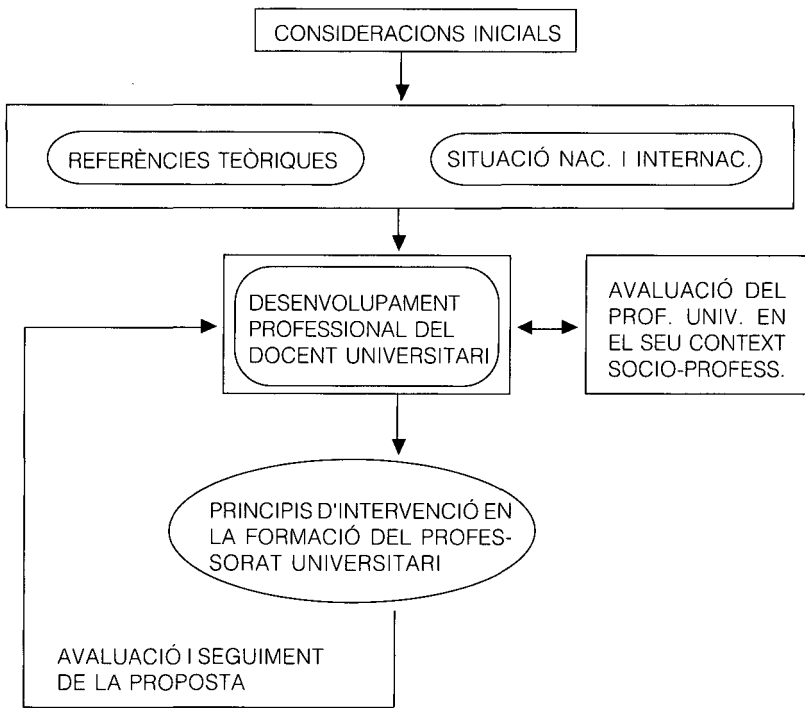 CONSIDERACIONS INICIALS
REFERÈNCIES TEÒRIQUES
SITUACIÓ NAC. I INTERNAC.
DESENVOLUPAMENT
PROFESSIONAL DEL
DOCENT UNIVERSITARI
AVALUACIÓ DEL
PROF. UNIV. EN
EL SEU CONTEXT
SOCIO-PROFESS.
PRINCIPIS D'INTERVENCIÓ EN
LA FORMACIÓ DEL PROFES-
SORAT UNIVERSITARI
AVALUACIÓ I SEGUIMENT
DE LA PROPOSTA